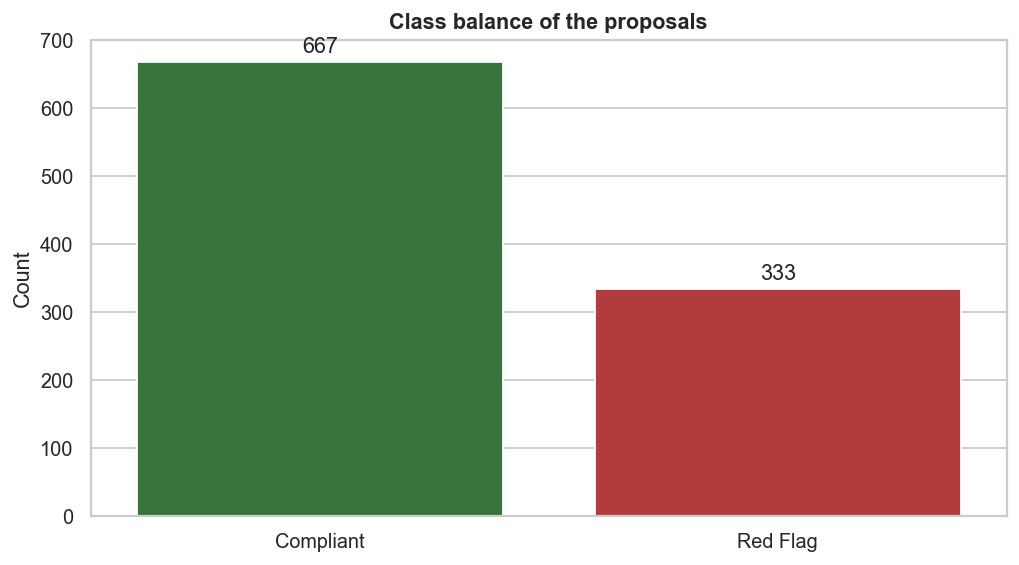 Class balance of the proposals
700
667
600
500
400
333
300
200
100
0
Count
Compliant
Red Flag